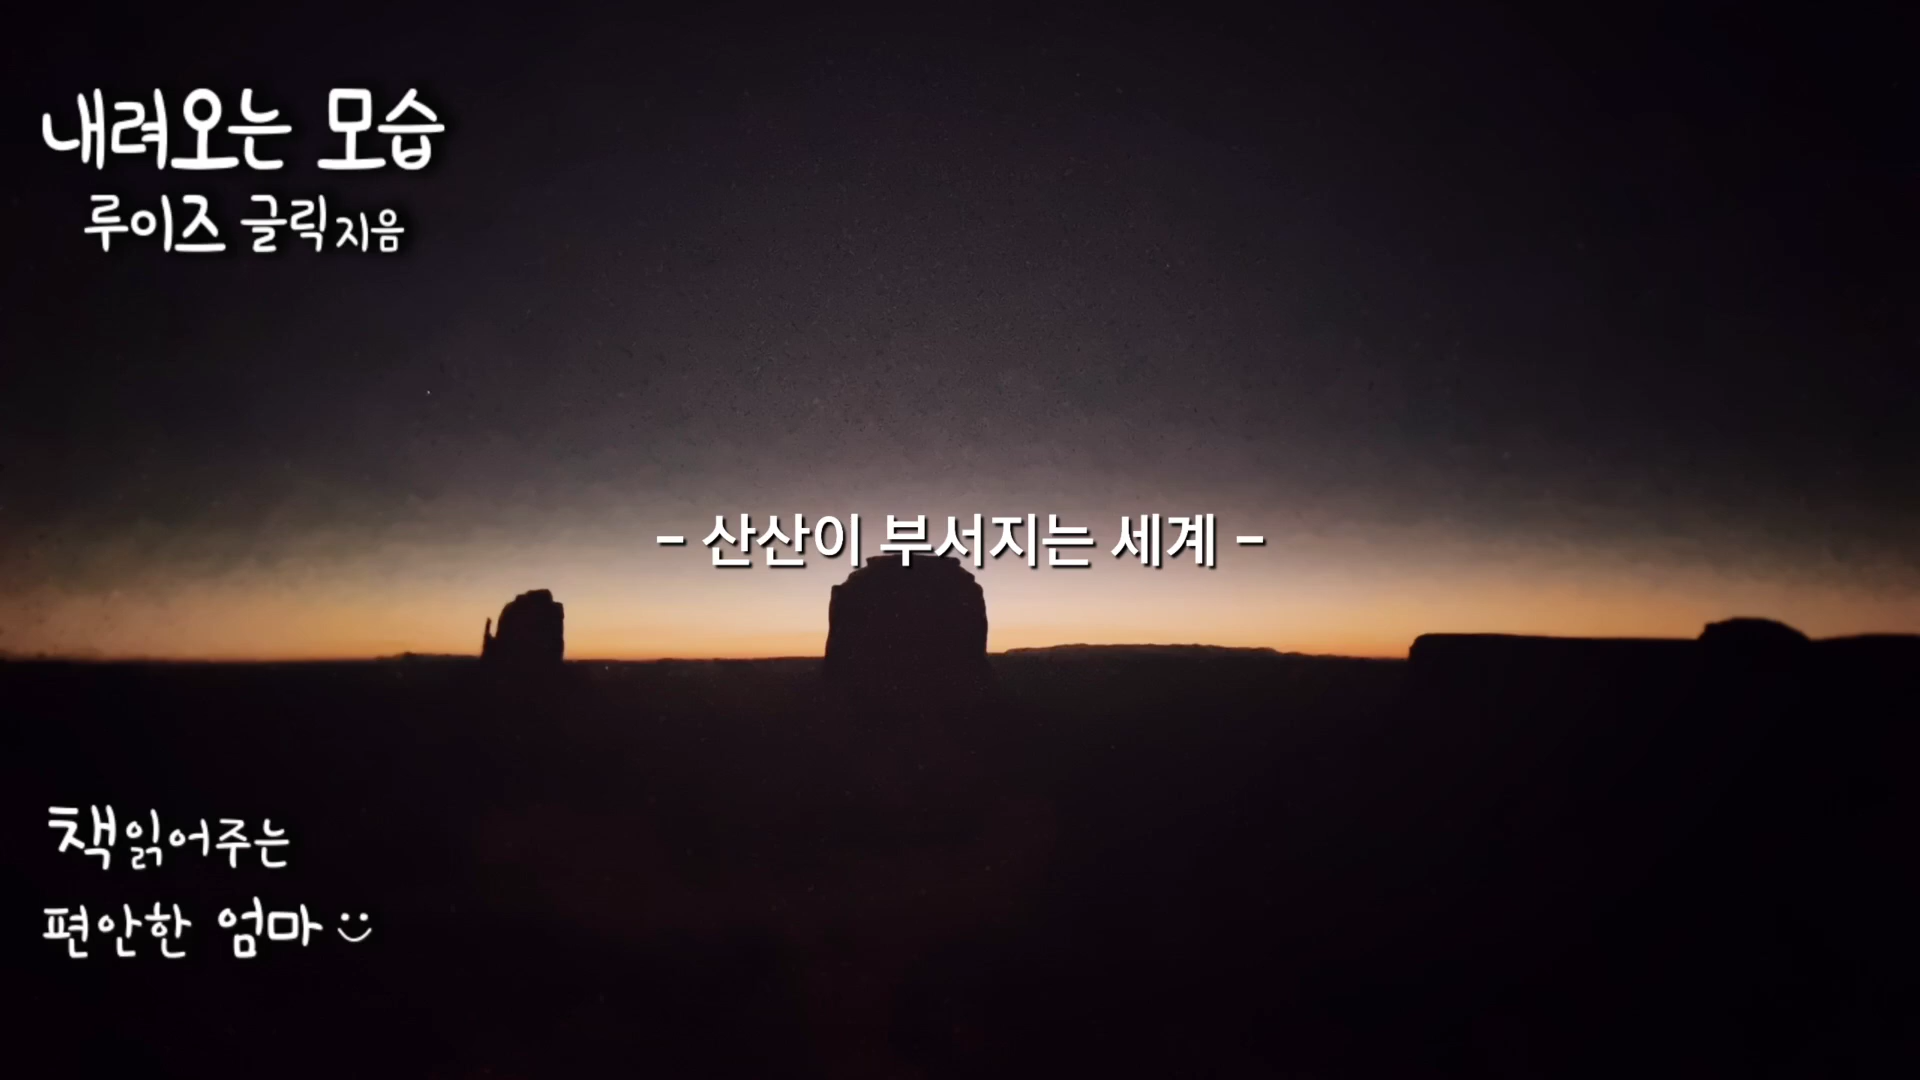 내려오는 모습
루이즈 글릭 지음
- 산산이 부서지는 세계 -
책읽어주는
편안한 엄마